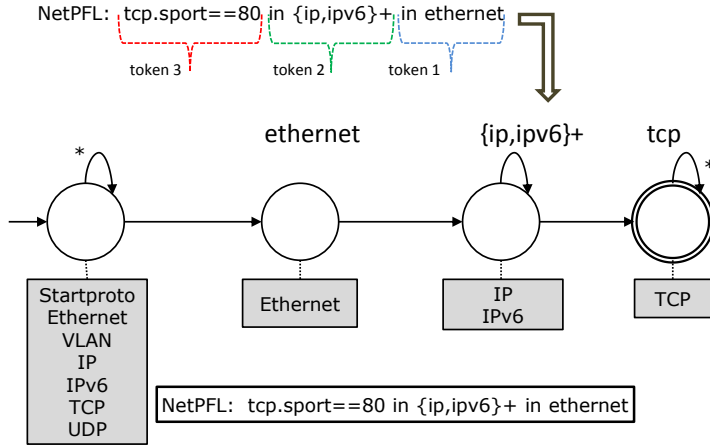 NetPFL: tcp.sport==80 in {ip,ipv6}+ in ethernet
token 3 token 2 token 1
ethernet {ip,ipv6}+ tcp
* *
Startproto
Ethernet
VLAN
IP
IPv6
TCP
UDP
Ethernet
IP
IPv6
TCP
NetPFL: tcp.sport==80 in {ip,ipv6}+ in ethernet